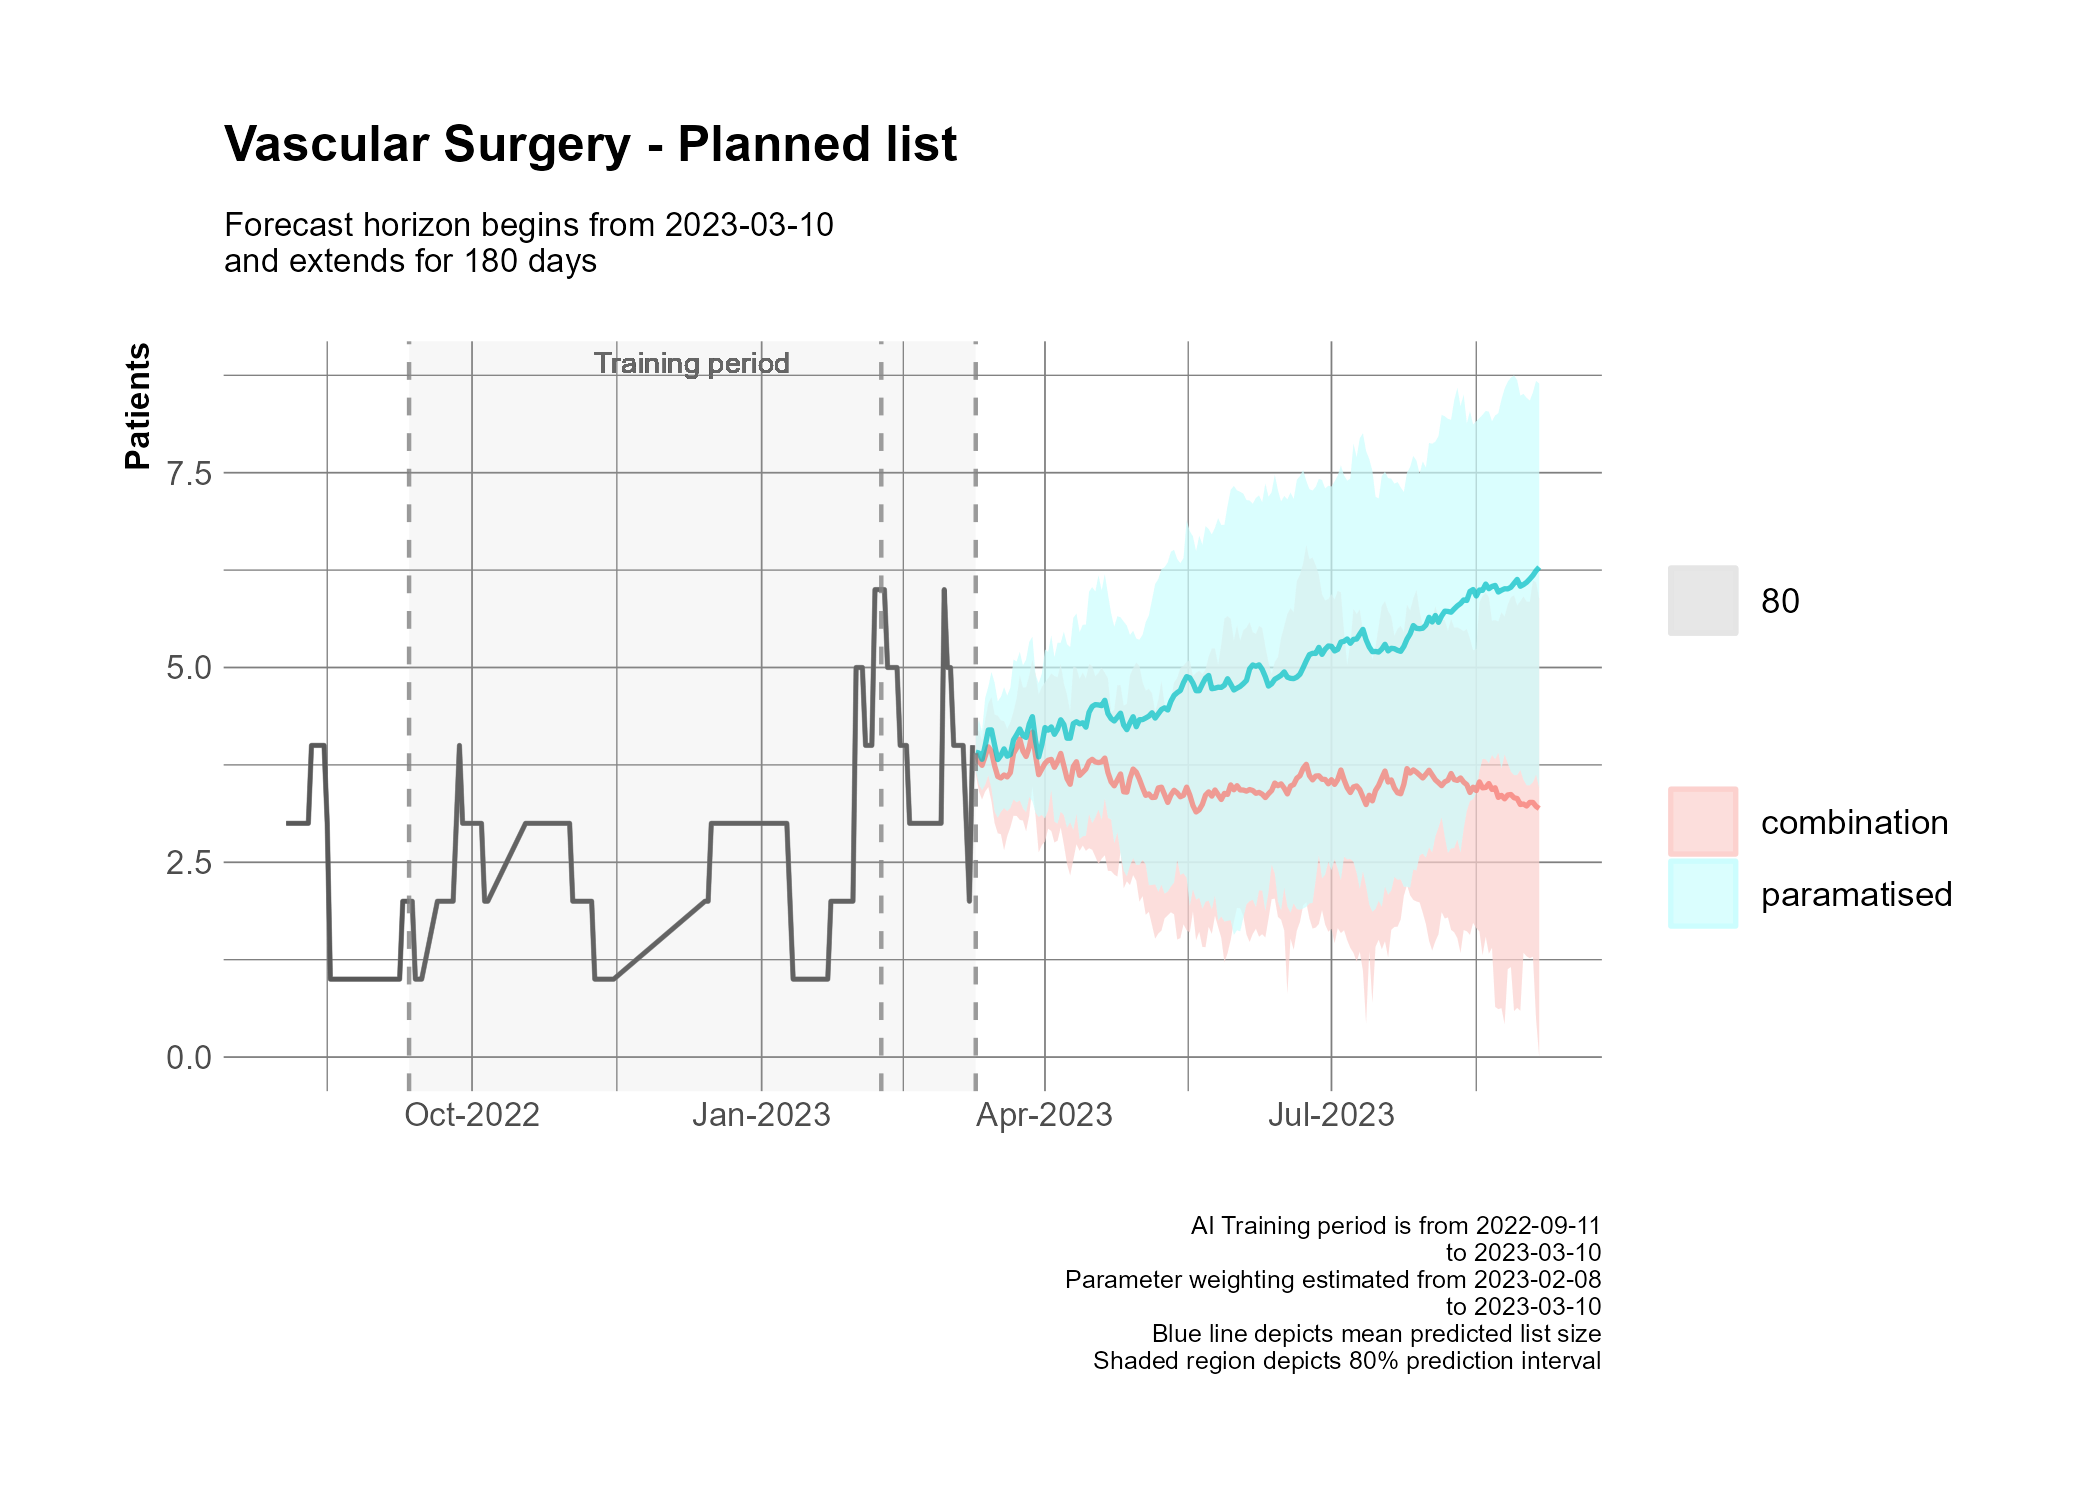 Vascular Surgery - Planned list
Forecast horizon begins from 2023-03-10
and extends for 180 days
Patients
Training period
7.5
5.0
2.5
0.0
Oct-2022
Jan-2023
Apr-2023
Jul-2023
80
combination
paramatised
AI Training period is from 2022-09-11
to 2023-03-10
Parameter weighting estimated from 2023-02-08
to 2023-03-10
Blue line depicts mean predicted list size
Shaded region depicts 80% prediction interval